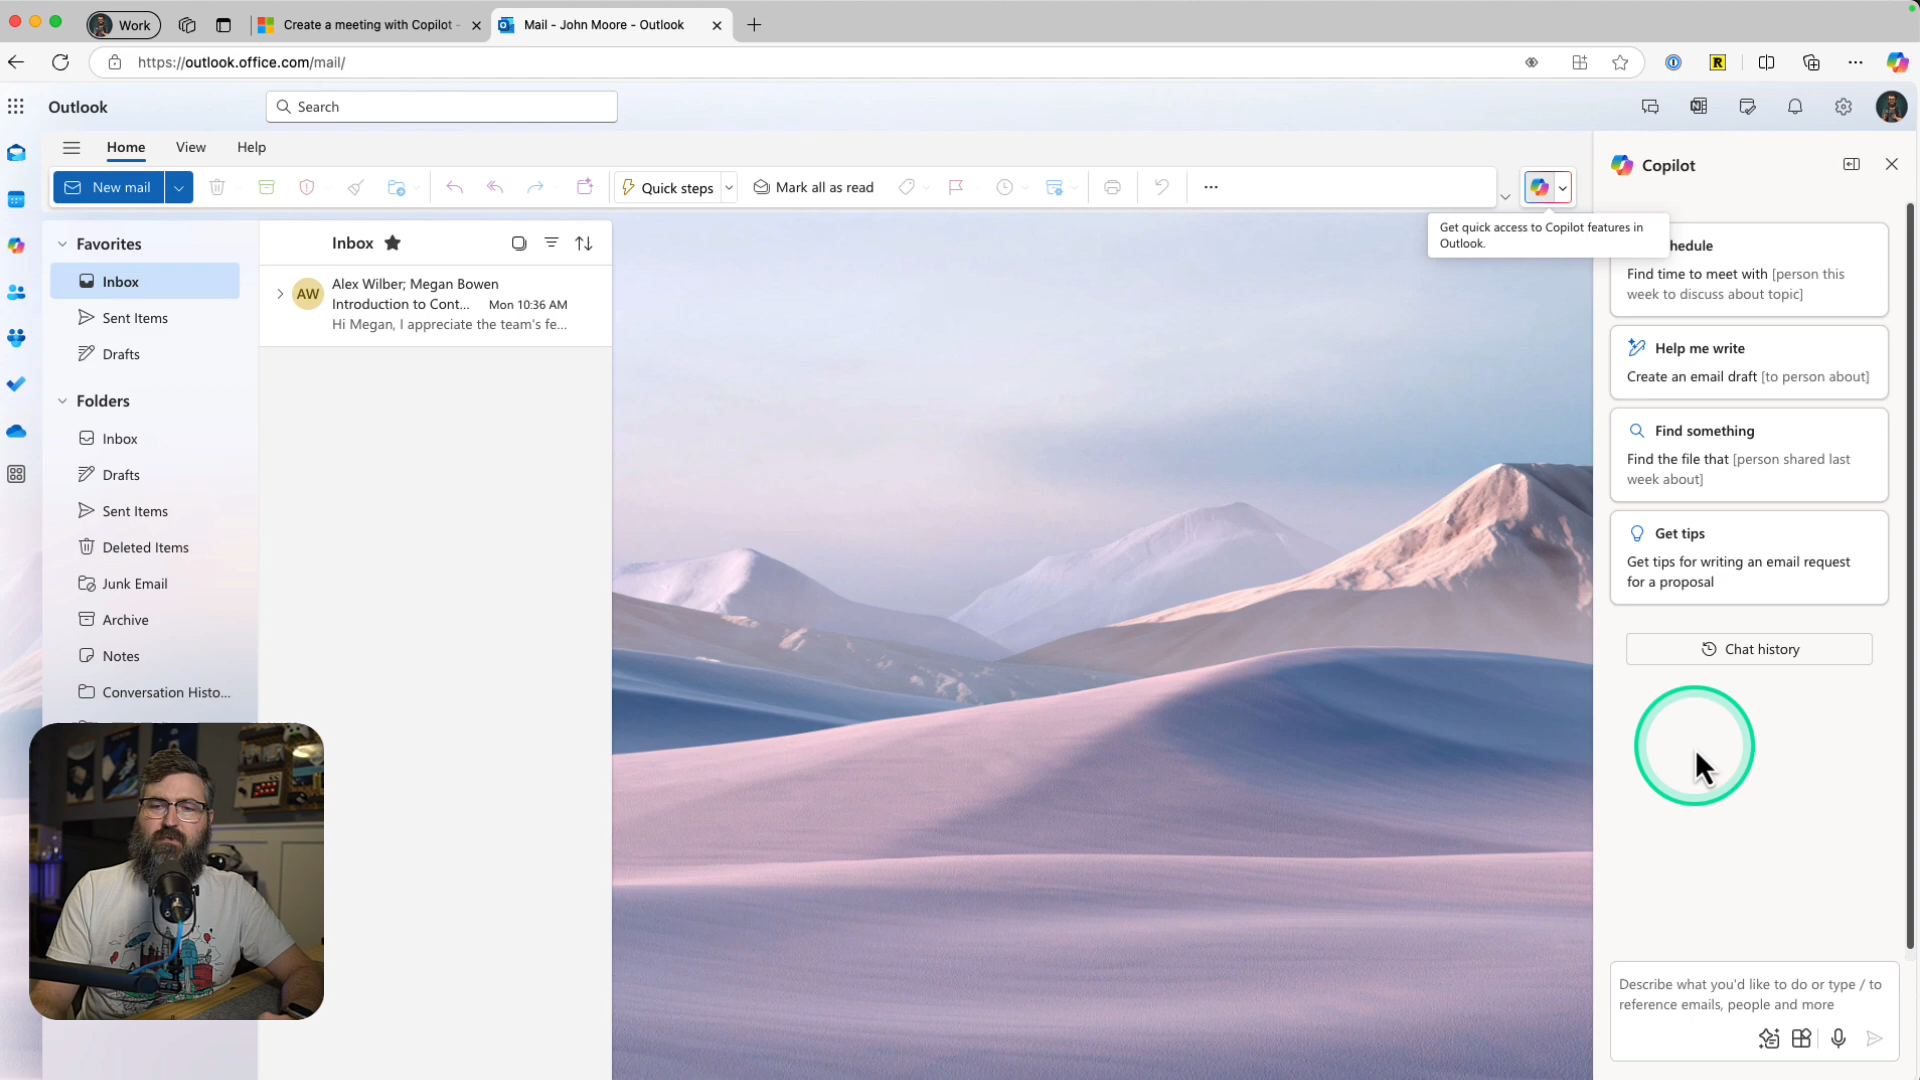 Work
Create a meeting with Copilot -
Mail - John Moore - Outlook
https://outlook.office.com/mail/
Outlook
Search
Home
View
Help
New mail
Quick steps
Mark all as read
Copilot
Get quick access to Copilot features in
Outlook.
Favorites
Inbox
Sent Items
Drafts
Folders
Inbox
Drafts
Sent Items
Deleted Items
Junk Email
Archive
Notes
Conversation Histo...
Inbox
AW
Alex Wilber; Megan Bowen
Introduction to Cont... Mon 10:36 AM
Hi Megan, I appreciate the team's fe...
Find time to meet with [person this
week to discuss about topic]
Help me write
Create an email draft [to person about]
Find something
Find the file that [person shared last
week about]
Get tips
Get tips for writing an email request
for a proposal
Chat history
Describe what you'd like to do or type / to
reference emails, people and more